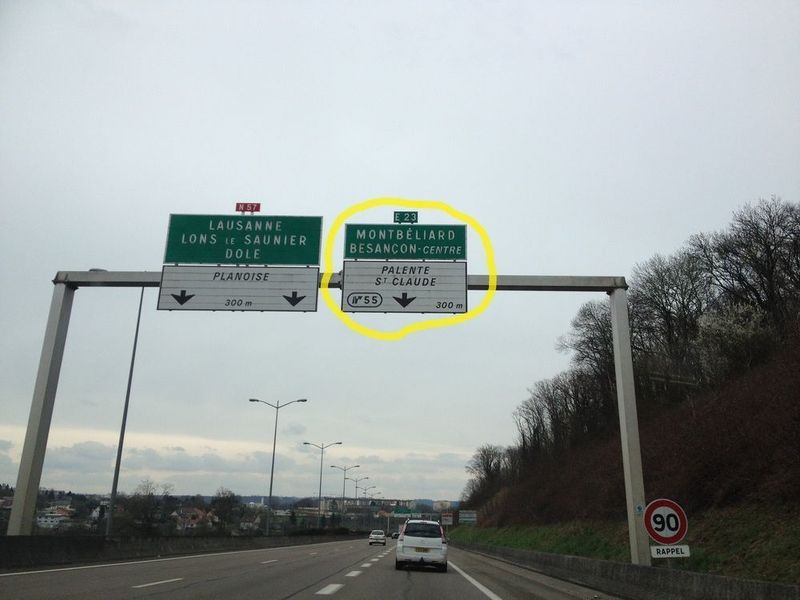 N 57
LAUSANNE
LONS LE SAUNIER
DOLE
PLANOISE
300 m
E 23
MONTBÉLIARD
BESANÇON-CENTRE
PALENTE
ST CLAUDE
55
300 m
90
RAPPEL